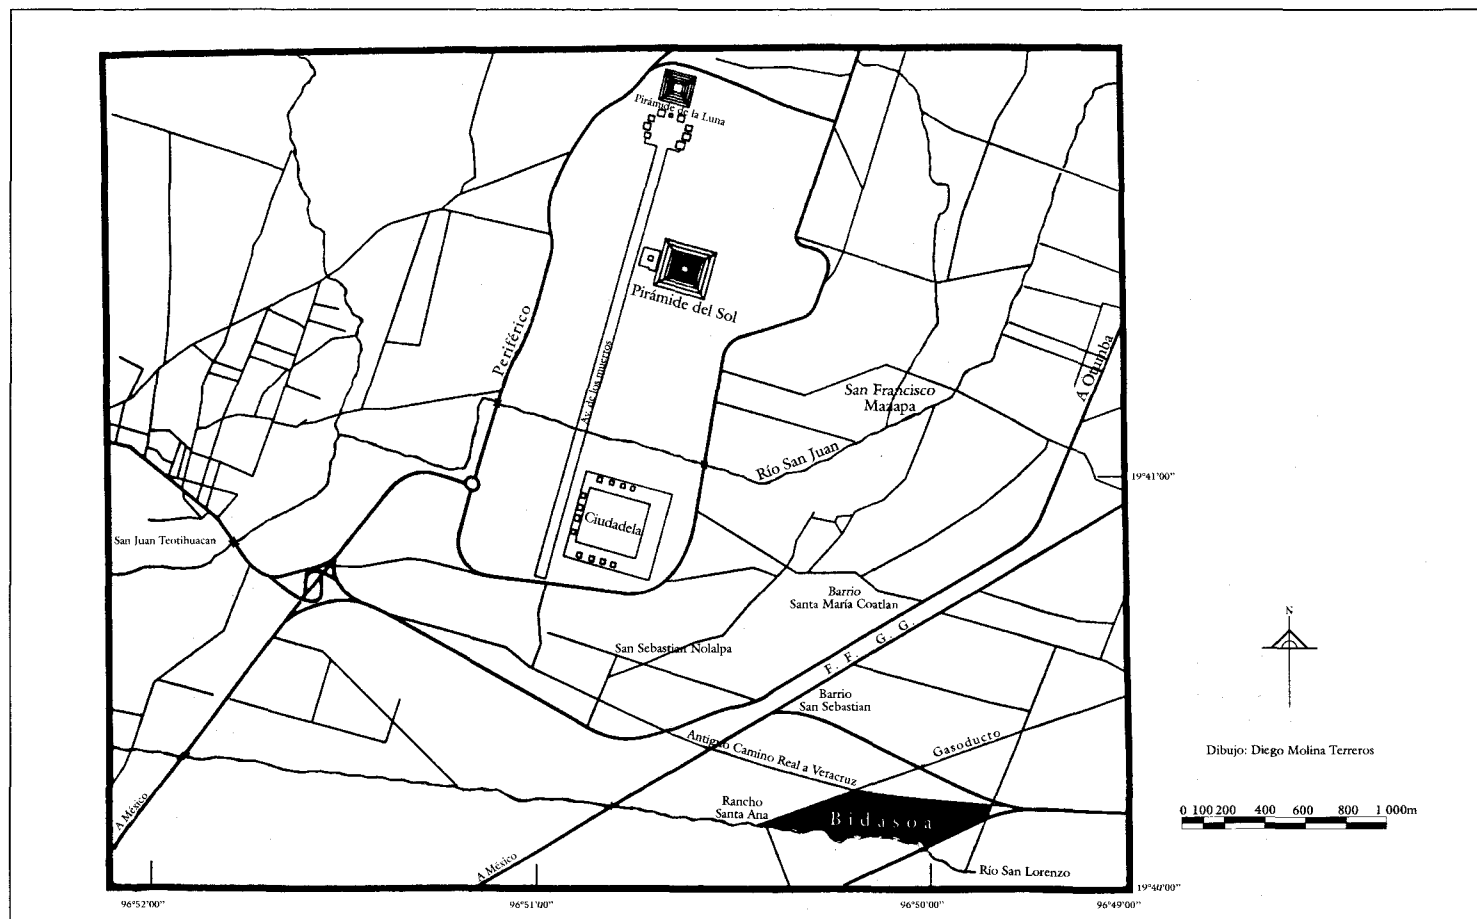 Pirámide de la Luna
Pirámide del Sol
Periférico
Av. de los muertos
A Otumba
San Francisco
Mazapa
Río San Juan
19°41'00"
Ciudadela
San Juan Teotihuacan
Barrio
Santa María Coatlan
N
F. F. G. G.
San Sebastian Nolalpa
Barrio
San Sebastian
Antiguo Camino Real a Veracruz
Gasoducto
Dibujo: Diego Molina Terreros
A México
Rancho
Santa Ana
Bidasoa
0 100 200 400 600 800 1 000m
A México
Río San Lorenzo
19°40'00"
96°52'00"
96°51'00"
96°50'00"
96°49'00"